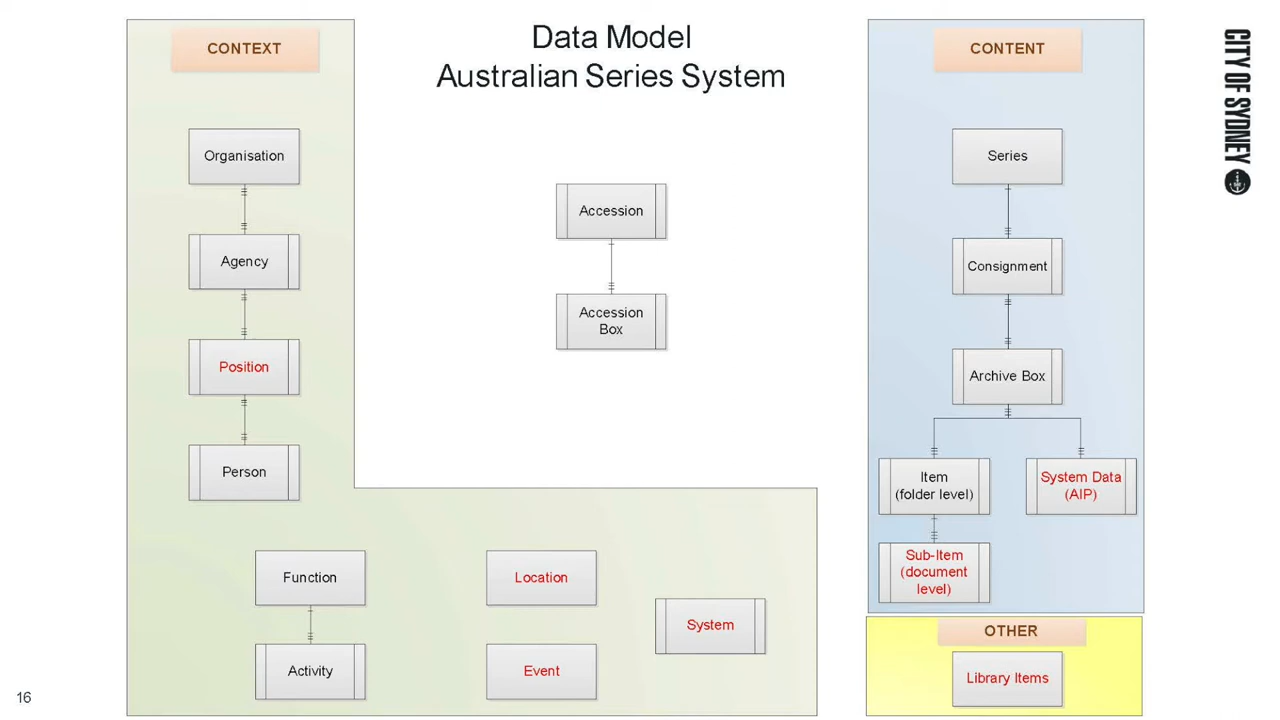 Data Model
Australian Series System
CONTEXT
Organisation
Agency
Position
Person
Function
Activity
Location
Event
System
Accession
Accession
Box
CONTENT
Series
Consignment
Archive Box
Item
(folder level)
System Data
(AIP)
Sub-Item
(document
level)
OTHER
Library Items
CITY OF SYDNEY
16